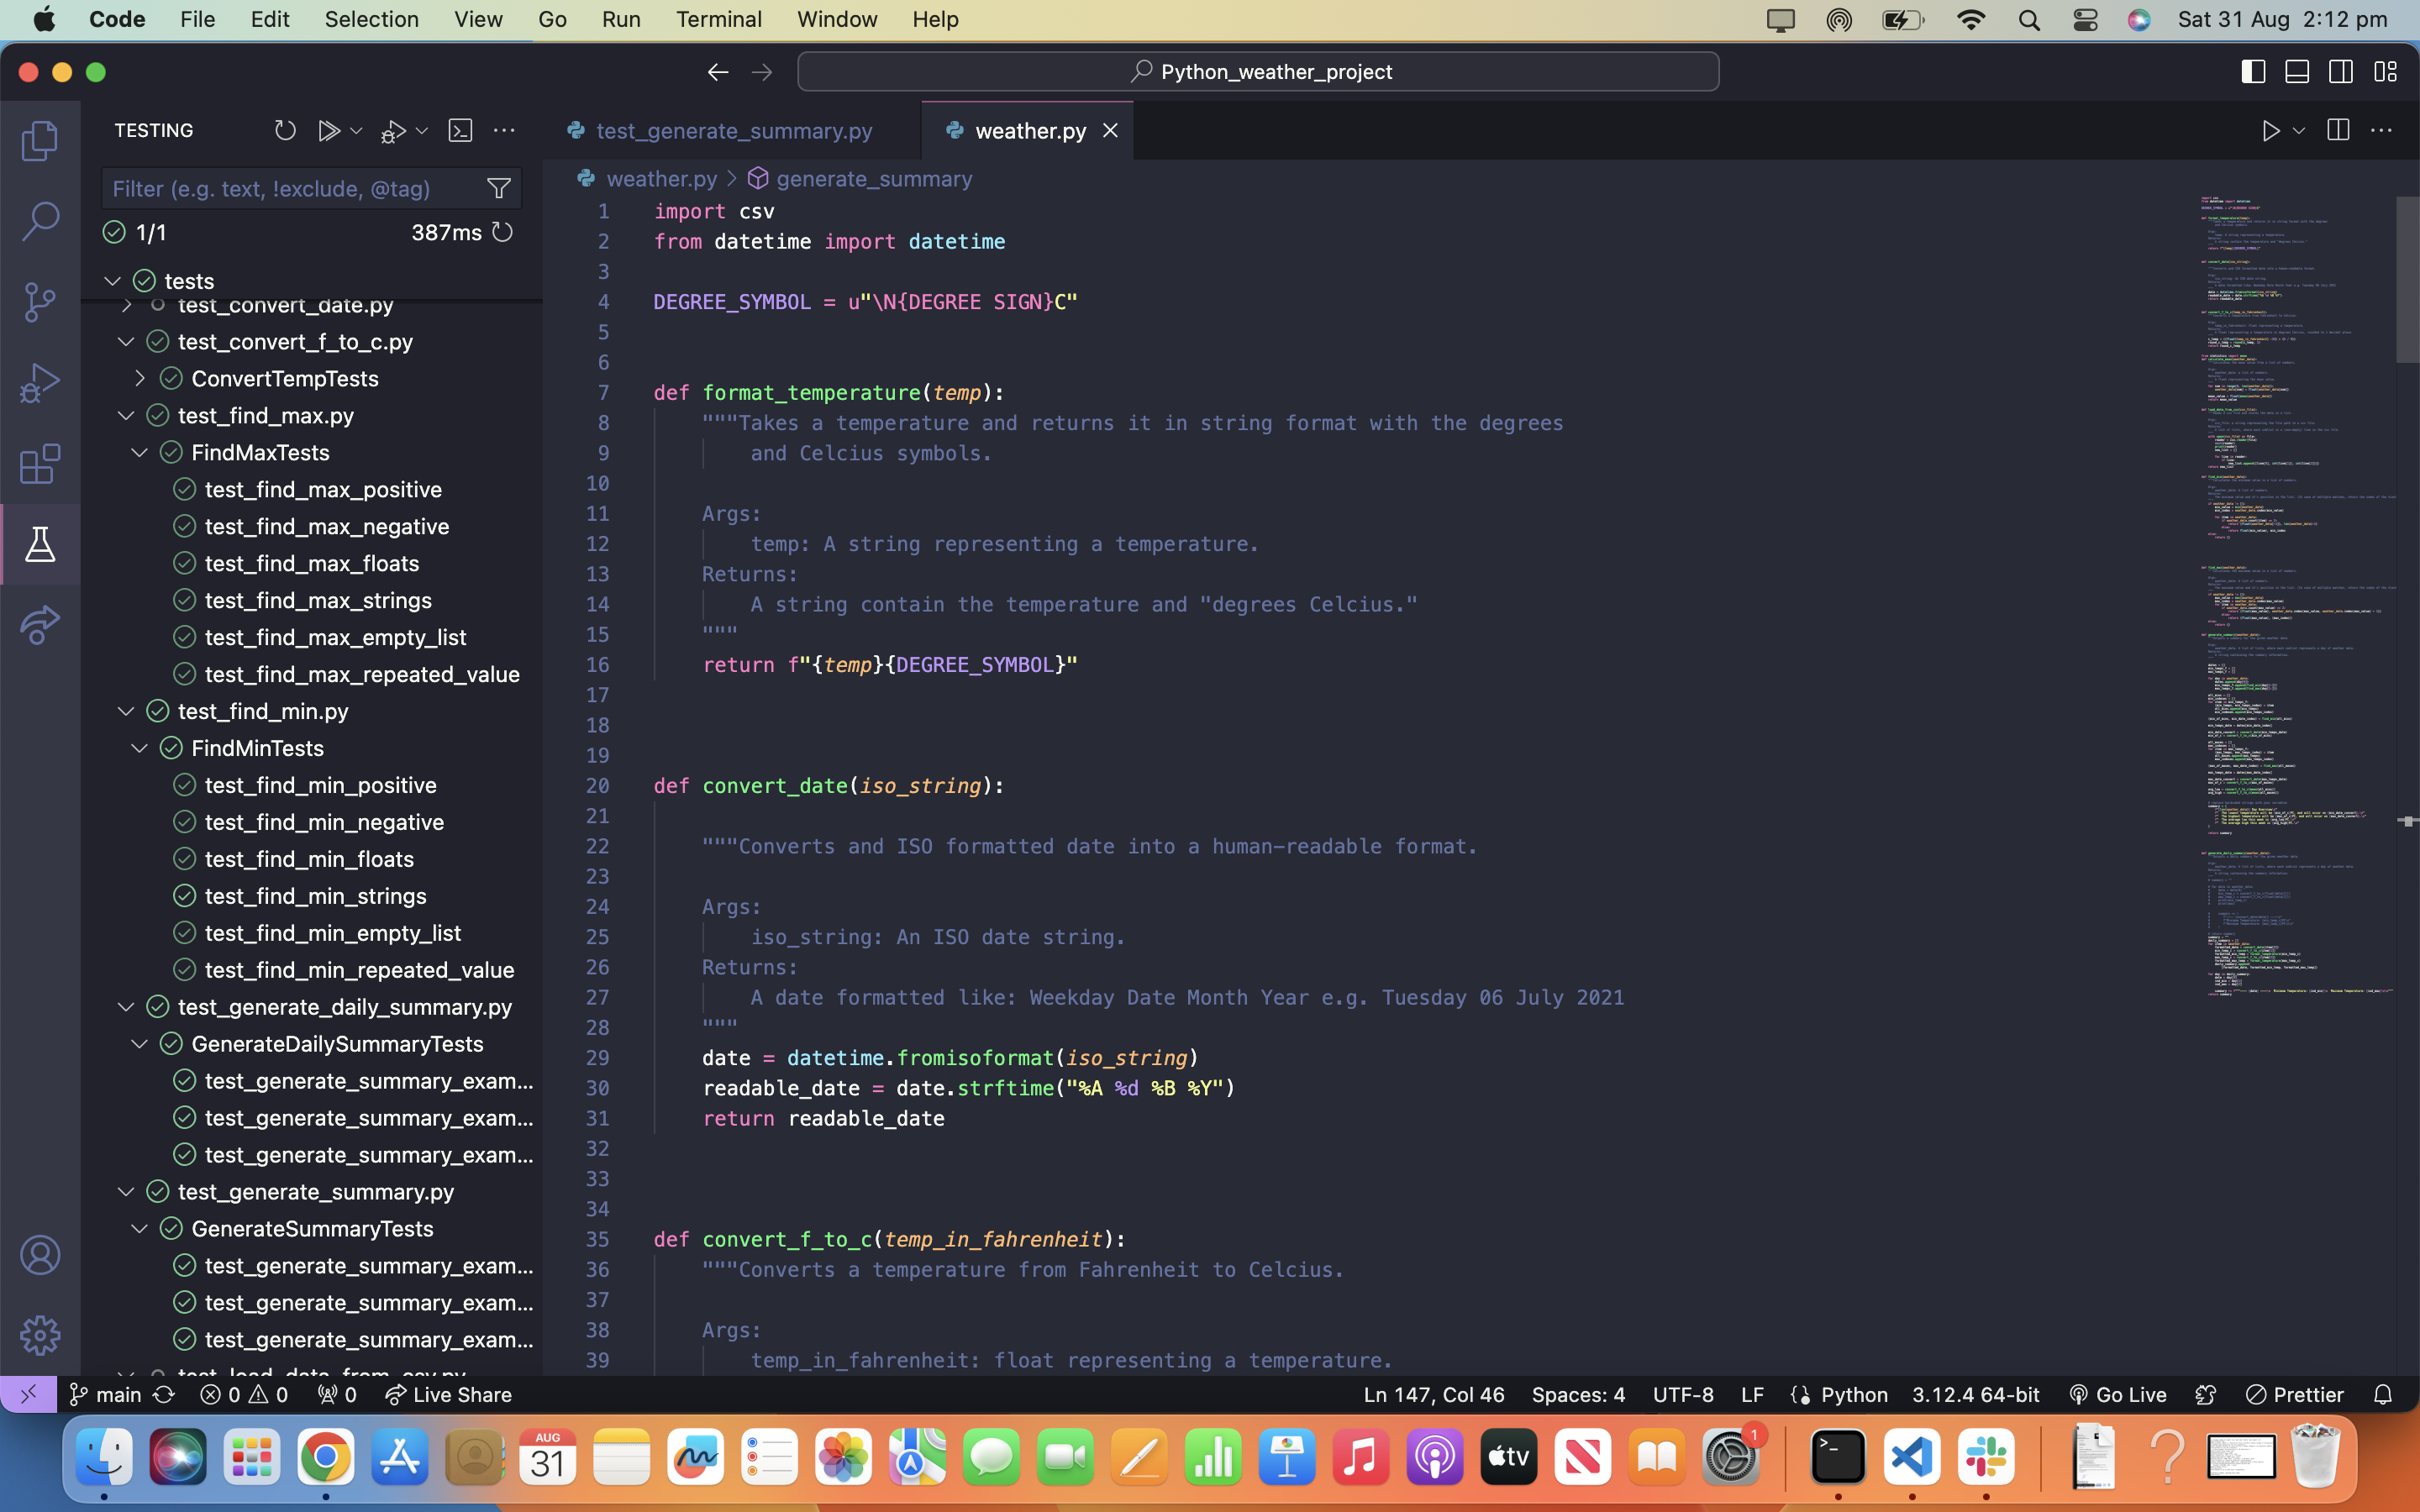 Code File Edit Selection View Go Run Terminal Window Help Sat 31 Aug 2:12 pm
Python_weather_project
TESTING
Filter (e.g. text, !exclude, @tag)
1/1 387ms
tests
test_convert_date.py
test_convert_f_to_c.py
ConvertTempTests
test_find_max.py
FindMaxTests
test_find_max_positive
test_find_max_negative
test_find_max_floats
test_find_max_strings
test_find_max_empty_list
test_find_max_repeated_value
test_find_min.py
FindMinTests
test_find_min_positive
test_find_min_negative
test_find_min_floats
test_find_min_strings
test_find_min_empty_list
test_find_min_repeated_value
test_generate_daily_summary.py
GenerateDailySummaryTests
test_generate_summary_exam...
test_generate_summary_exam...
test_generate_summary_exam...
test_generate_summary.py
GenerateSummaryTests
test_generate_summary_exam...
test_generate_summary_exam...
test_generate_summary_exam...
test_load_data_from_csv.py
test_generate_summary.py weather.py
weather.py > generate_summary
1 import csv
2 from datetime import datetime
3
4 DEGREE_SYMBOL = u"\N{DEGREE SIGN}C"
5
6
7 def format_temperature(temp):
8 """Takes a temperature and returns it in string format with the degrees
9 and Celcius symbols.
10
11 Args:
12 temp: A string representing a temperature.
13 Returns:
14 A string contain the temperature and "degrees Celcius."
15 """
16 return f"{temp}{DEGREE_SYMBOL}"
17
18
19
20 def convert_date(iso_string):
21
22 """Converts and ISO formatted date into a human-readable format.
23
24 Args:
25 iso_string: An ISO date string.
26 Returns:
27 A date formatted like: Weekday Date Month Year e.g. Tuesday 06 July 2021
28 """
29 date = datetime.fromisoformat(iso_string)
30 readable_date = date.strftime("%A %d %B %Y")
31 return readable_date
32
33
34
35 def convert_f_to_c(temp_in_fahrenheit):
36 """Converts a temperature from Fahrenheit to Celcius.
37
38 Args:
39 temp_in_fahrenheit: float representing a temperature.
main 0 0 0 Live Share Ln 147, Col 46 Spaces: 4 UTF-8 LF Python 3.12.4 64-bit Go Live Prettier
AUG
31
tv
1